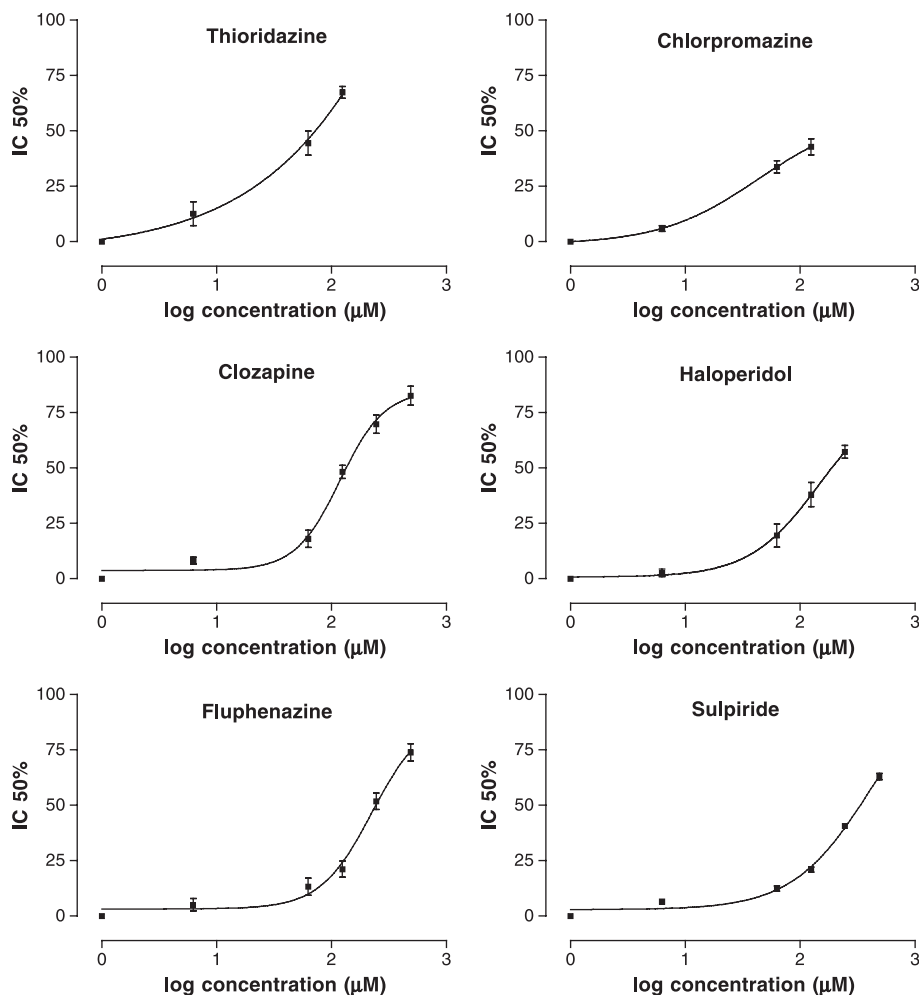 Thioridazine
100
75
50
25
0
IC 50%
0 1 2 3
log concentration (µM)
Chlorpromazine
100
75
50
25
0
IC 50%
0 1 2 3
log concentration (µM)
Clozapine
100
75
50
25
0
IC 50%
0 1 2 3
log concentration (µM)
Haloperidol
100
75
50
25
0
IC 50%
0 1 2 3
log concentration (µM)
Fluphenazine
100
75
50
25
0
IC 50%
0 1 2 3
log concentration (µM)
Sulpiride
100
75
50
25
0
IC 50%
0 1 2 3
log concentration (µM)